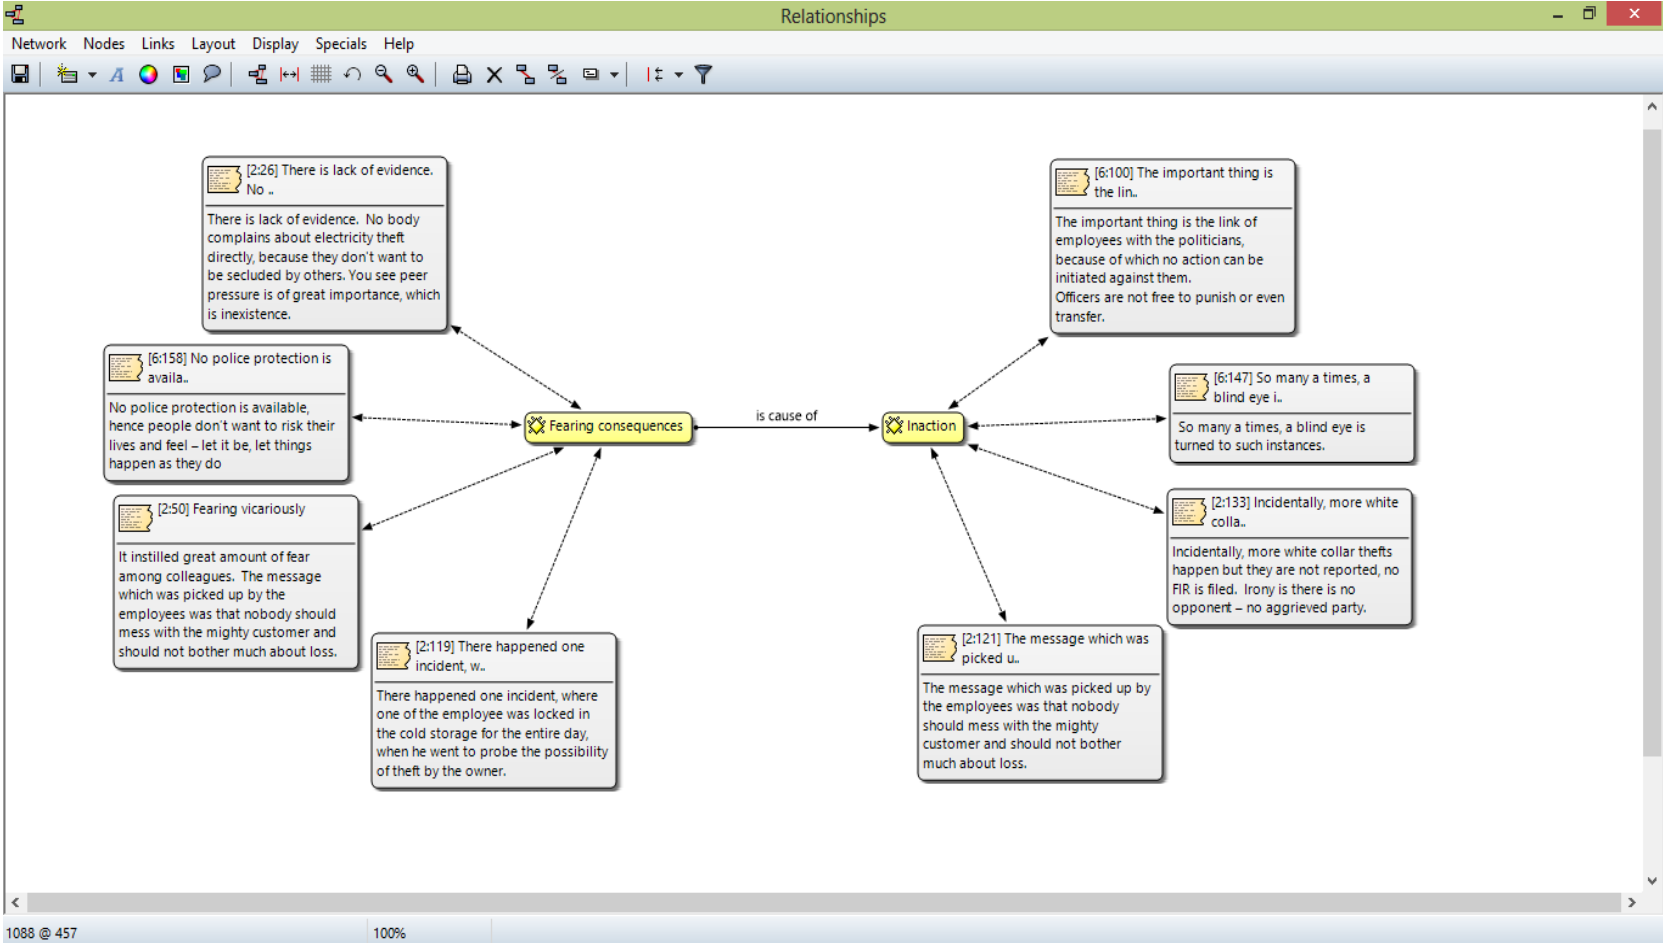 Relationships
Network Nodes Links Layout Display Specials Help
[2:26] There is lack of evidence.
No ..
There is lack of evidence.  No body
complains about electricity theft
directly, because they don't want to
be secluded by others. You see peer
pressure is of great importance, which
is inexistence.
[6:158] No police protection is
availa..
No police protection is available,
hence people don't want to risk their
lives and feel – let it be, let things
happen as they do
[2:50] Fearing vicariously
It instilled great amount of fear
among colleagues.  The message
which was picked up by the
employees was that nobody should
mess with the mighty customer and
should not bother much about loss.
[2:119] There happened one
incident, w..
There happened one incident, where
one of the employee was locked in
the cold storage for the entire day,
when he went to probe the possibility
of theft by the owner.
Fearing consequences
is cause of
Inaction
[6:100] The important thing is
the lin..
The important thing is the link of
employees with the politicians,
because of which no action can be
initiated against them.
Officers are not free to punish or even
transfer.
[6:147] So many a times, a
blind eye i..
So many a times, a blind eye is
turned to such instances.
[2:133] Incidentally, more white
colla..
Incidentally, more white collar thefts
happen but they are not reported, no
FIR is filed.  Irony is there is no
opponent – no aggrieved party.
[2:121] The message which was
picked u..
The message which was picked up by
the employees was that nobody
should mess with the mighty
customer and should not bother
much about loss.
1088 @ 457
100%